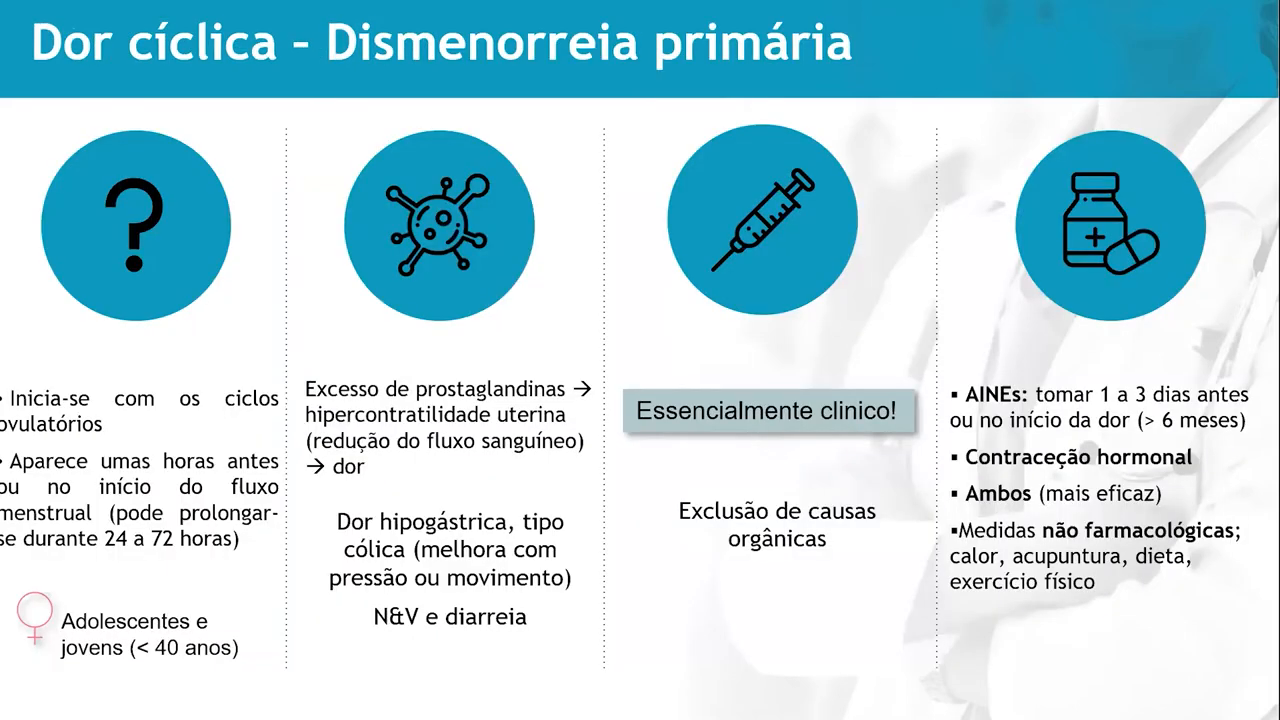 Dor cíclica – Dismenorreia primária
• Inicia-se com os ciclos
ovulatórios
• Aparece umas horas antes
ou no início do fluxo
menstrual (pode prolongar-
se durante 24 a 72 horas)
Adolescentes e
jovens (< 40 anos)
Excesso de prostaglandinas →
hipercontratilidade uterina
(redução do fluxo sanguíneo)
→ dor
Dor hipogástrica, tipo
cólica (melhora com
pressão ou movimento)
N&V e diarreia
Essencialmente clinico!
Exclusão de causas
orgânicas
▪ AINEs: tomar 1 a 3 dias antes
ou no início da dor (> 6 meses)
▪ Contraceção hormonal
▪ Ambos (mais eficaz)
▪Medidas não farmacológicas;
calor, acupuntura, dieta,
exercício físico